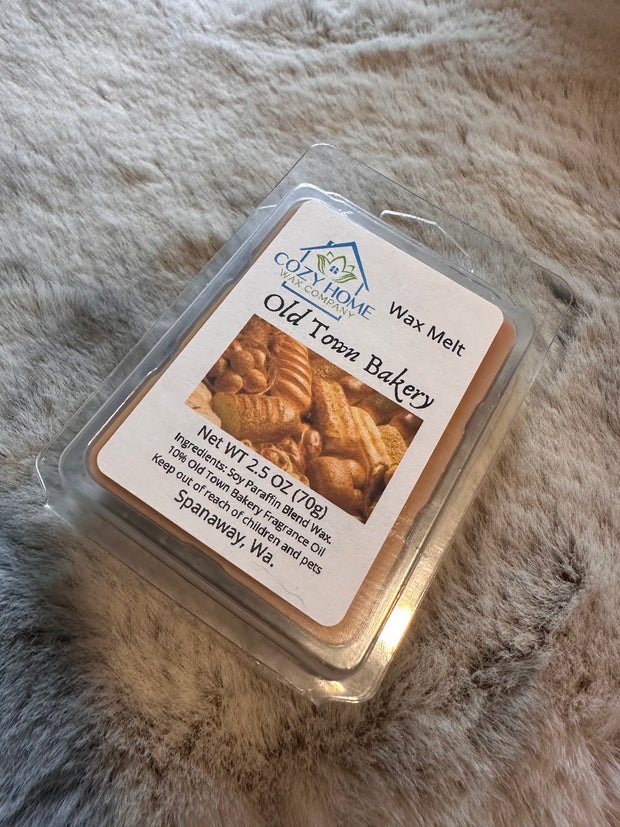 COZY HOME
WAX COMPANY
Wax Melt
Old Town Bakery
Net WT 2.5 OZ (70g)
Ingredients: Soy Paraffin Blend Wax.
10% Old Town Bakery Fragrance Oil
Keep out of reach of children and pets
Spanaway, Wa.